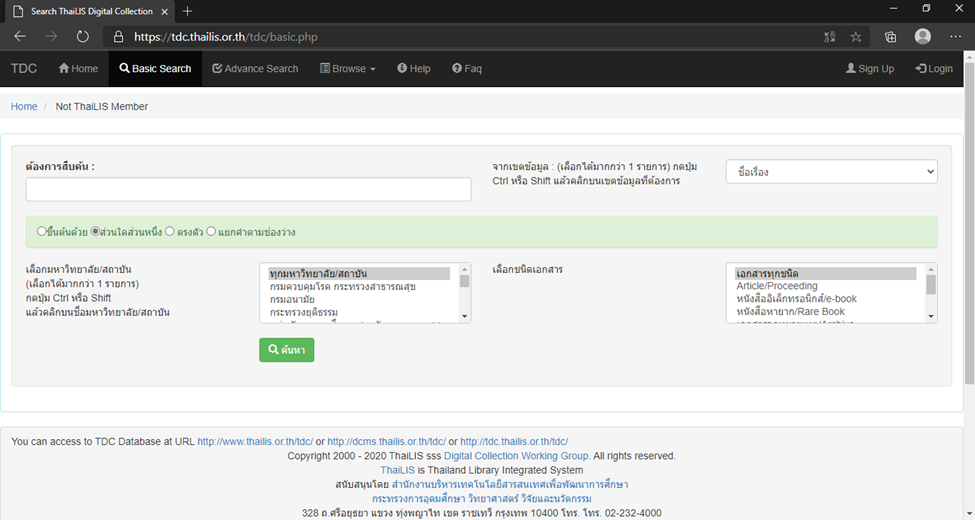 Search ThaiLIS Digital Collection
https://tdc.thailis.or.th/tdc/basic.php
TDC Home Basic Search Advance Search Browse Help Faq Sign Up Login
Home / Not ThaiLIS Member
ต้องการสืบค้น :
จากเขตข้อมูล : (เลือกได้มากกว่า 1 รายการ) กดปุ่ม
Ctrl หรือ Shift แล้วคลิกบนเขตข้อมูลที่ต้องการ
ชื่อเรื่อง
ขึ้นต้นด้วย ส่วนใดส่วนหนึ่ง ตรงตัว แยกคำตามช่องว่าง
เลือกมหาวิทยาลัย/สถาบัน
(เลือกได้มากกว่า 1 รายการ)
กดปุ่ม Ctrl หรือ Shift
แล้วคลิกบนชื่อมหาวิทยาลัย/สถาบัน
ทุกมหาวิทยาลัย/สถาบัน
กรมควบคุมโรค กระทรวงสาธารณสุข
กรมอนามัย
กระทรวงยุติธรรม
เลือกชนิดเอกสาร
เอกสารทุกชนิด
Article/Proceeding
หนังสืออิเล็กทรอนิกส์/e-book
หนังสือหายาก/Rare Book
ค้นหา
You can access to TDC Database at URL http://www.thailis.or.th/tdc/ or http://dcms.thailis.or.th/tdc/ or http://tdc.thailis.or.th/tdc/
Copyright 2000 - 2020 ThaiLIS sss Digital Collection Working Group. All rights reserved.
ThaiLIS is Thailand Library Integrated System
สนับสนุนโดย สำนักงานบริหารเทคโนโลยีสารสนเทศเพื่อพัฒนาการศึกษา
กระทรวงการอุดมศึกษา วิทยาศาสตร์ วิจัยและนวัตกรรม
328 ถ.ศรีอยุธยา แขวง ทุ่งพญาไท เขต ราชเทวี กรุงเทพ 10400 โทร. โทร. 02-232-4000